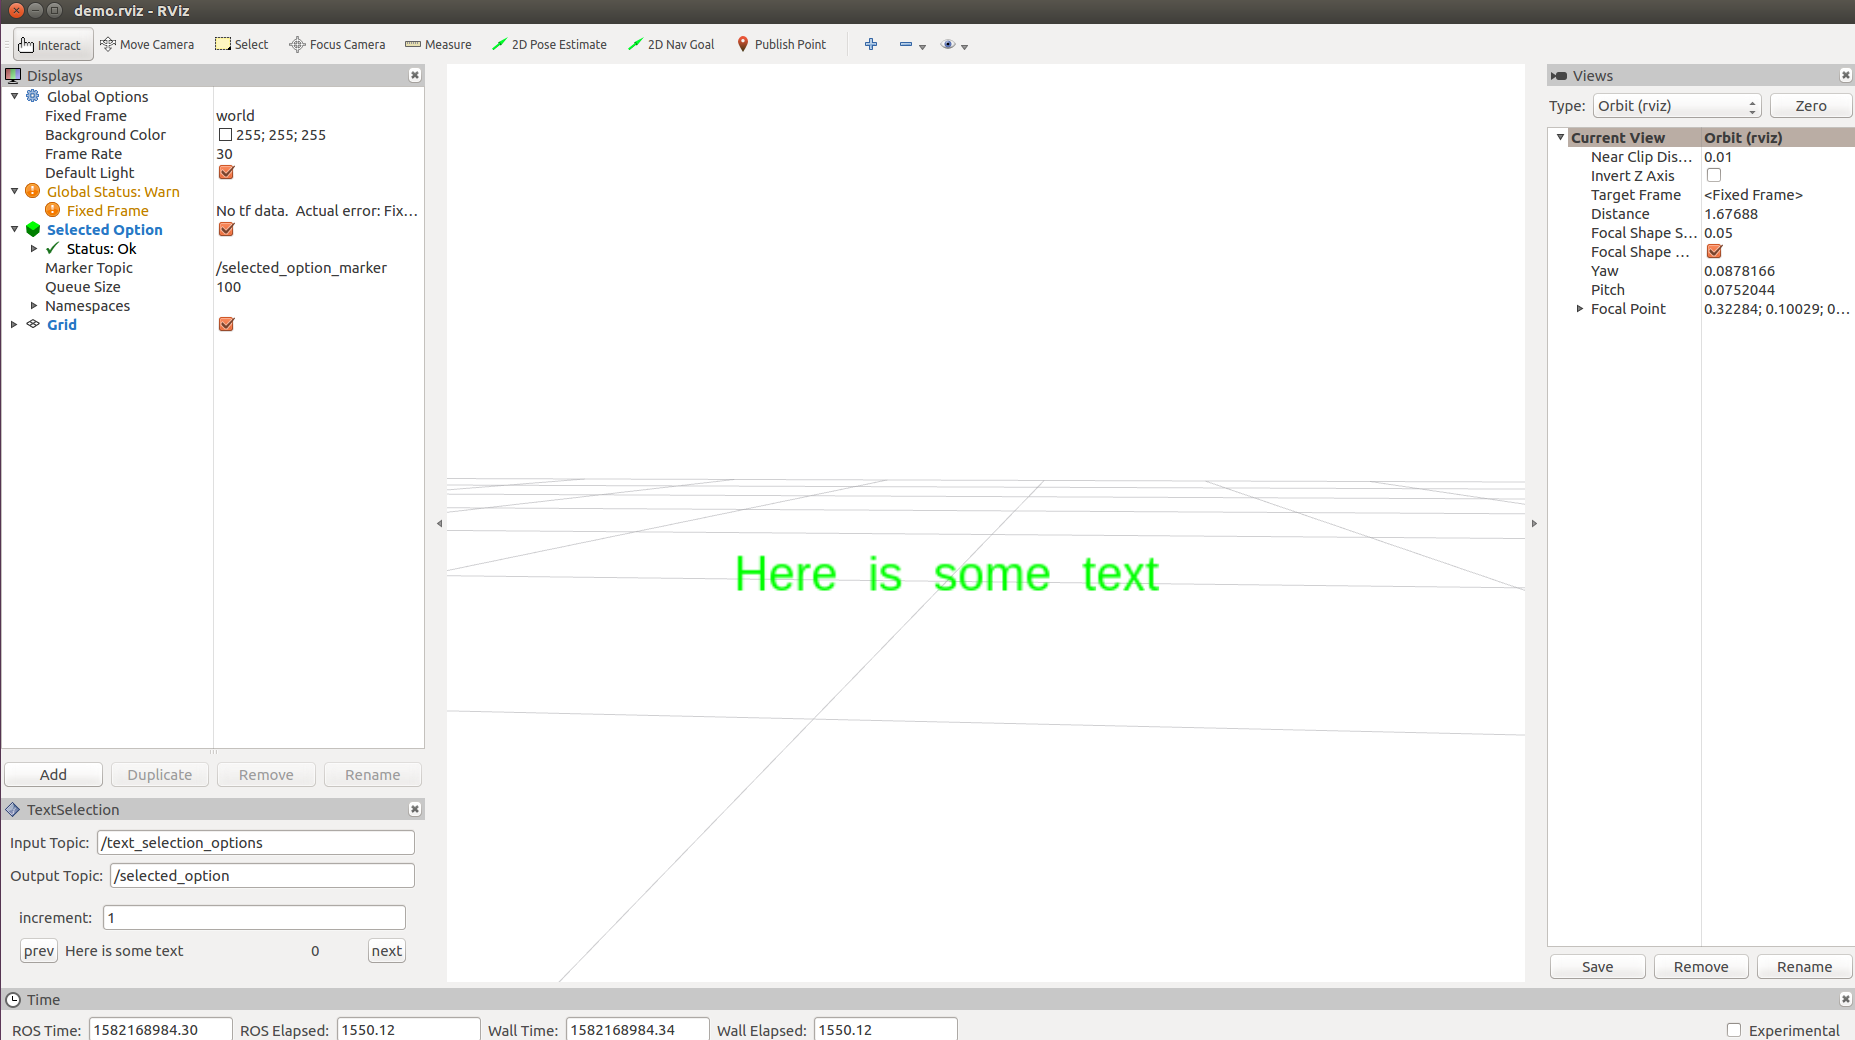 demo.rviz - RViz
Interact Move Camera Select Focus Camera Measure 2D Pose Estimate 2D Nav Goal Publish Point
Displays
Global Options
Fixed Frame world
Background Color 255; 255; 255
Frame Rate 30
Default Light
Global Status: Warn
Fixed Frame No tf data. Actual error: Fix...
Selected Option
Status: Ok
Marker Topic /selected_option_marker
Queue Size 100
Namespaces
Grid
Add Duplicate Remove Rename
TextSelection
Input Topic: /text_selection_options
Output Topic: /selected_option
increment: 1
prev Here is some text 0 next
Here is some text
Views
Type: Orbit (rviz) Zero
Current View Orbit (rviz)
Near Clip Dis... 0.01
Invert Z Axis
Target Frame <Fixed Frame>
Distance 1.67688
Focal Shape S... 0.05
Focal Shape ...
Yaw 0.0878166
Pitch 0.0752044
Focal Point 0.32284; 0.10029; 0...
Save Remove Rename
Time
ROS Time: 1582168984.30 ROS Elapsed: 1550.12 Wall Time: 1582168984.34 Wall Elapsed: 1550.12 Experimental